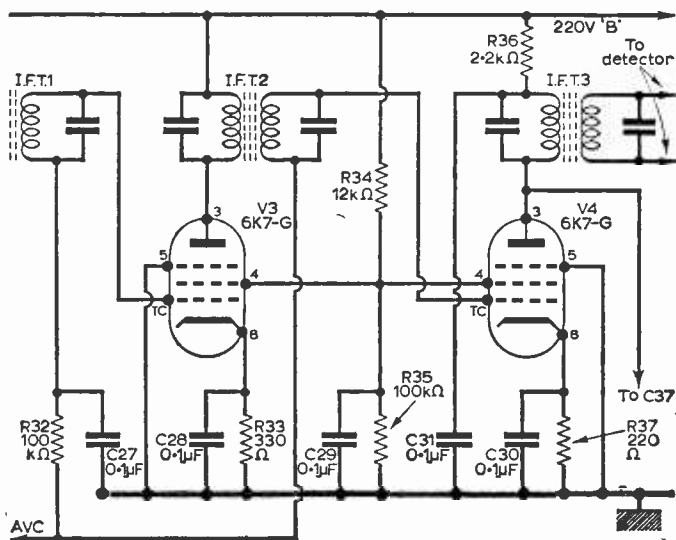 220V 'B'
R36
2·2kΩ
To
detector
I.F.T.1
I.F.T.2
I.F.T.3
R34
12kΩ
3
V3
6K7-G
3
V4
6K7-G
5
4
TC
8
5
4
TC
8
R35
100kΩ
To C37
R32
100
kΩ
C27
0·1μF
C28
0·1μF
R33
330
Ω
C29
0·1μF
C31
0·1μF
C30
0·1μF
R37
220
Ω
AVC